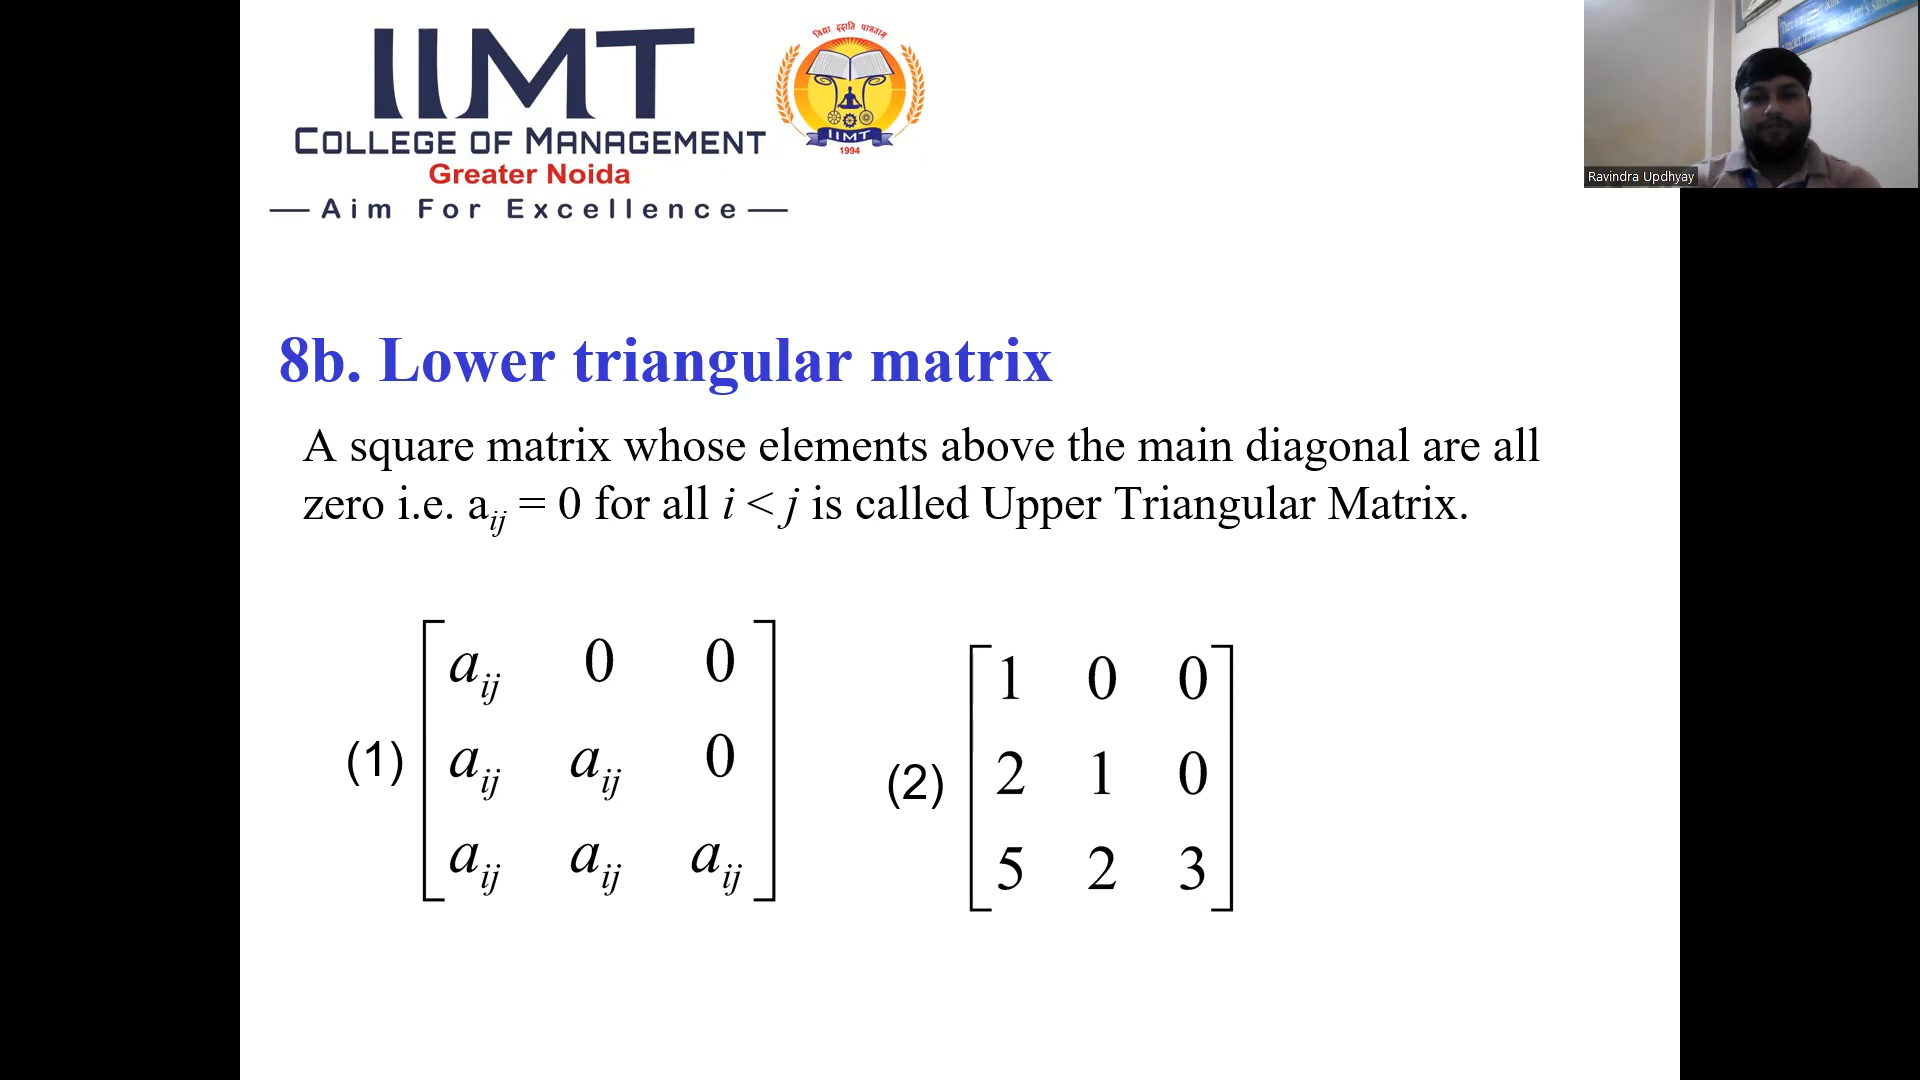 IIMT
COLLEGE OF MANAGEMENT
Greater Noida
— Aim For Excellence —
विद्या ददाति पात्रताम्
IIMT
1994
Ravindra Updhyay
8b. Lower triangular matrix
A square matrix whose elements above the main diagonal are all
zero i.e. aij = 0 for all i < j is called Upper Triangular Matrix.
(1)
aij 0 0
aij aij 0
aij aij aij
(2)
1 0 0
2 1 0
5 2 3